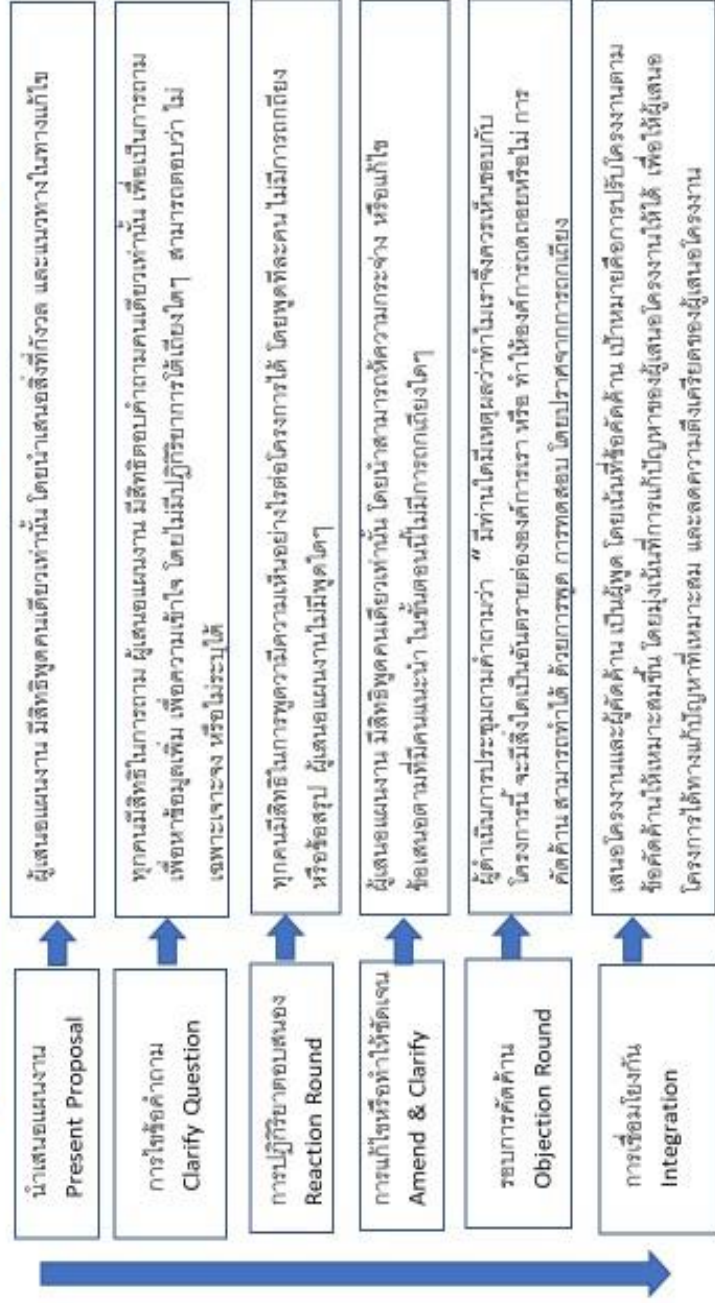 นำเสนอแผนงาน
Present Proposal
ผู้เสนอแผนงาน มีสิทธิพูดคนเดียวเท่านั้น โดยนำเสนอสิ่งที่กังวล และแนวทางในทางแก้ไข
การไขข้อคำถาม
Clarify Question
ทุกคนมีสิทธิในการถาม ผู้เสนอแผนงาน มีสิทธิตอบคำถามคนเดียวเท่านั้น เพื่อเป็นการถาม
เพื่อหาข้อมูลเพิ่ม เพื่อความเข้าใจ โดยไม่มีปฏิกิริยาการโต้เถียงใดๆ สามารถตอบว่า ไม่
เฉพาะเจาะจง หรือไม่ระบุได้
การปฏิกิริยาตอบสนอง
Reaction Round
ทุกคนมีสิทธิในการพูดความมีความเห็นอย่างไรต่อโครงการได้ โดยพูดทีละคน ไม่มีการถกเถียง
หรือข้อสรุป ผู้เสนอแผนงานไม่มีพูดใดๆ
การแก้ไขหรือทำให้ชัดเจน
Amend & Clarify
ผู้เสนอแผนงาน มีสิทธิพูดคนเดียวเท่านั้น โดยนำสามารถให้ความกระจ่าง หรือแก้ไข
ข้อเสนอตามที่มีคนแนะนำ ในขั้นตอนนี้ไม่มีการถกเถียงใดๆ
รอบการคัดค้าน
Objection Round
ผู้ดำเนินการประชุมถามคำถามว่า “ มีท่านใดมีเหตุผลว่าทำไมเราจึงควรเห็นชอบกับ
โครงการนี้ จะมีสิ่งใดเป็นอันตรายต่อองค์การเรา หรือ ทำให้องค์การถดถอยหรือไม่ การ
คัดค้าน สามารถทำได้ ด้วยการพูด การทดสอบ โดยปราศจากการถกเถียง
การเชื่อมโยงกัน
Integration
เสนอโครงงานและผู้คัดค้าน เป็นผู้พูด โดยเน้นที่ข้อคัดค้าน เป้าหมายคือการปรับโครงงานตาม
ข้อคัดค้านให้เหมาะสมขึ้น โดยมุ่งเน้นที่การแก้ปัญหาของผู้เสนอโครงงานให้ได้ เพื่อให้ผู้เสนอ
โครงการได้ทางแก้ปัญหาที่เหมาะสม และลดความตึงเครียดของผู้เสนอโครงงาน